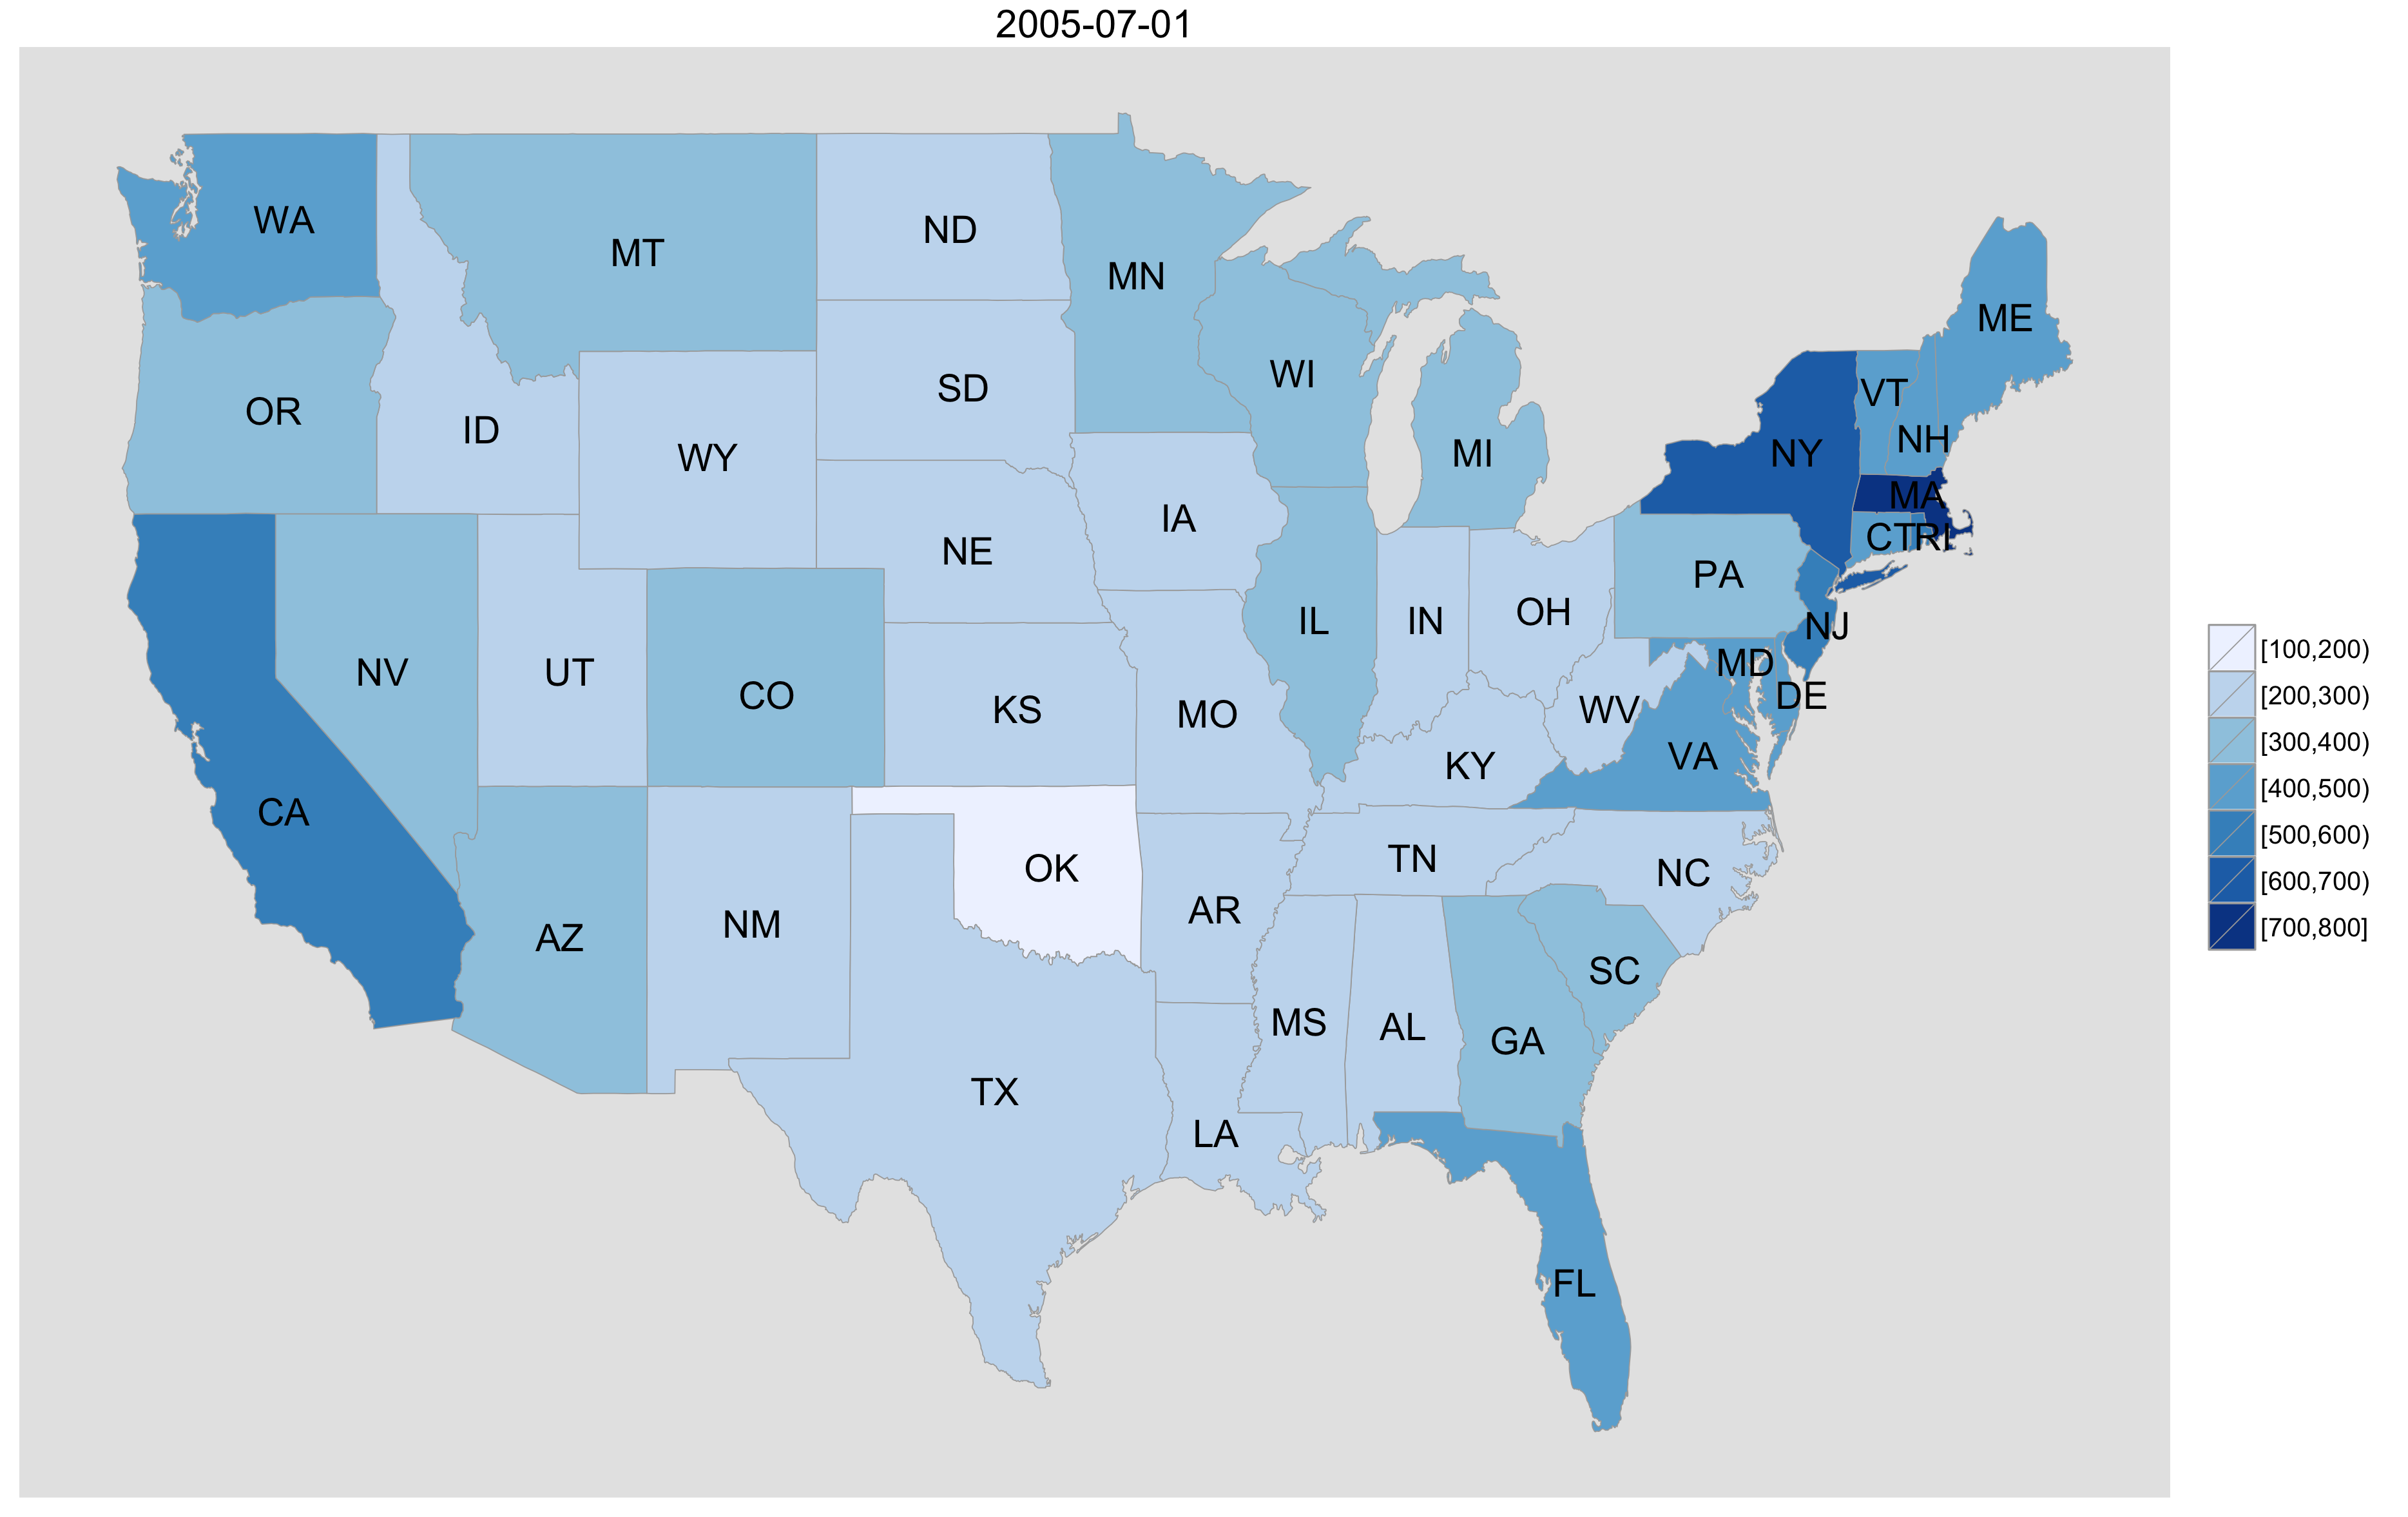 2005-07-01
WA
MT
ND
MN
ME
OR
ID
WY
SD
WI
MI
VT
NH
NY
MA
CT
RI
IA
NE
PA
NV
UT
CO
KS
MO
IL
IN
OH
NJ
MD
DE
WV
VA
KY
CA
AZ
NM
OK
AR
TN
NC
SC
TX
LA
MS
AL
GA
FL
[100,200)
[200,300)
[300,400)
[400,500)
[500,600)
[600,700)
[700,800]